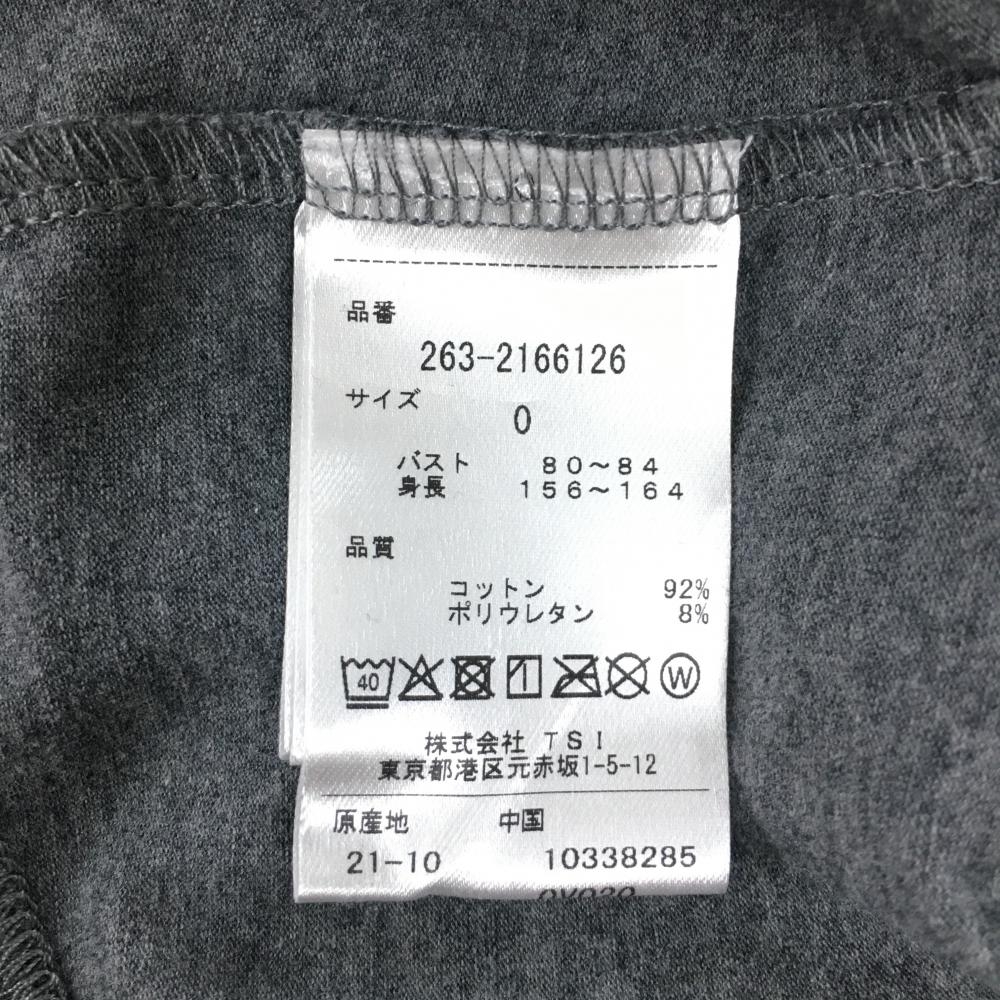 品番
263-2166126
サイズ
0
バスト 80～84
身長 156～164
品質
コットン 92%
ポリウレタン 8%
40 W
株式会社 TSI
東京都港区元赤坂1-5-12
原産地 中国
21-10 10338285